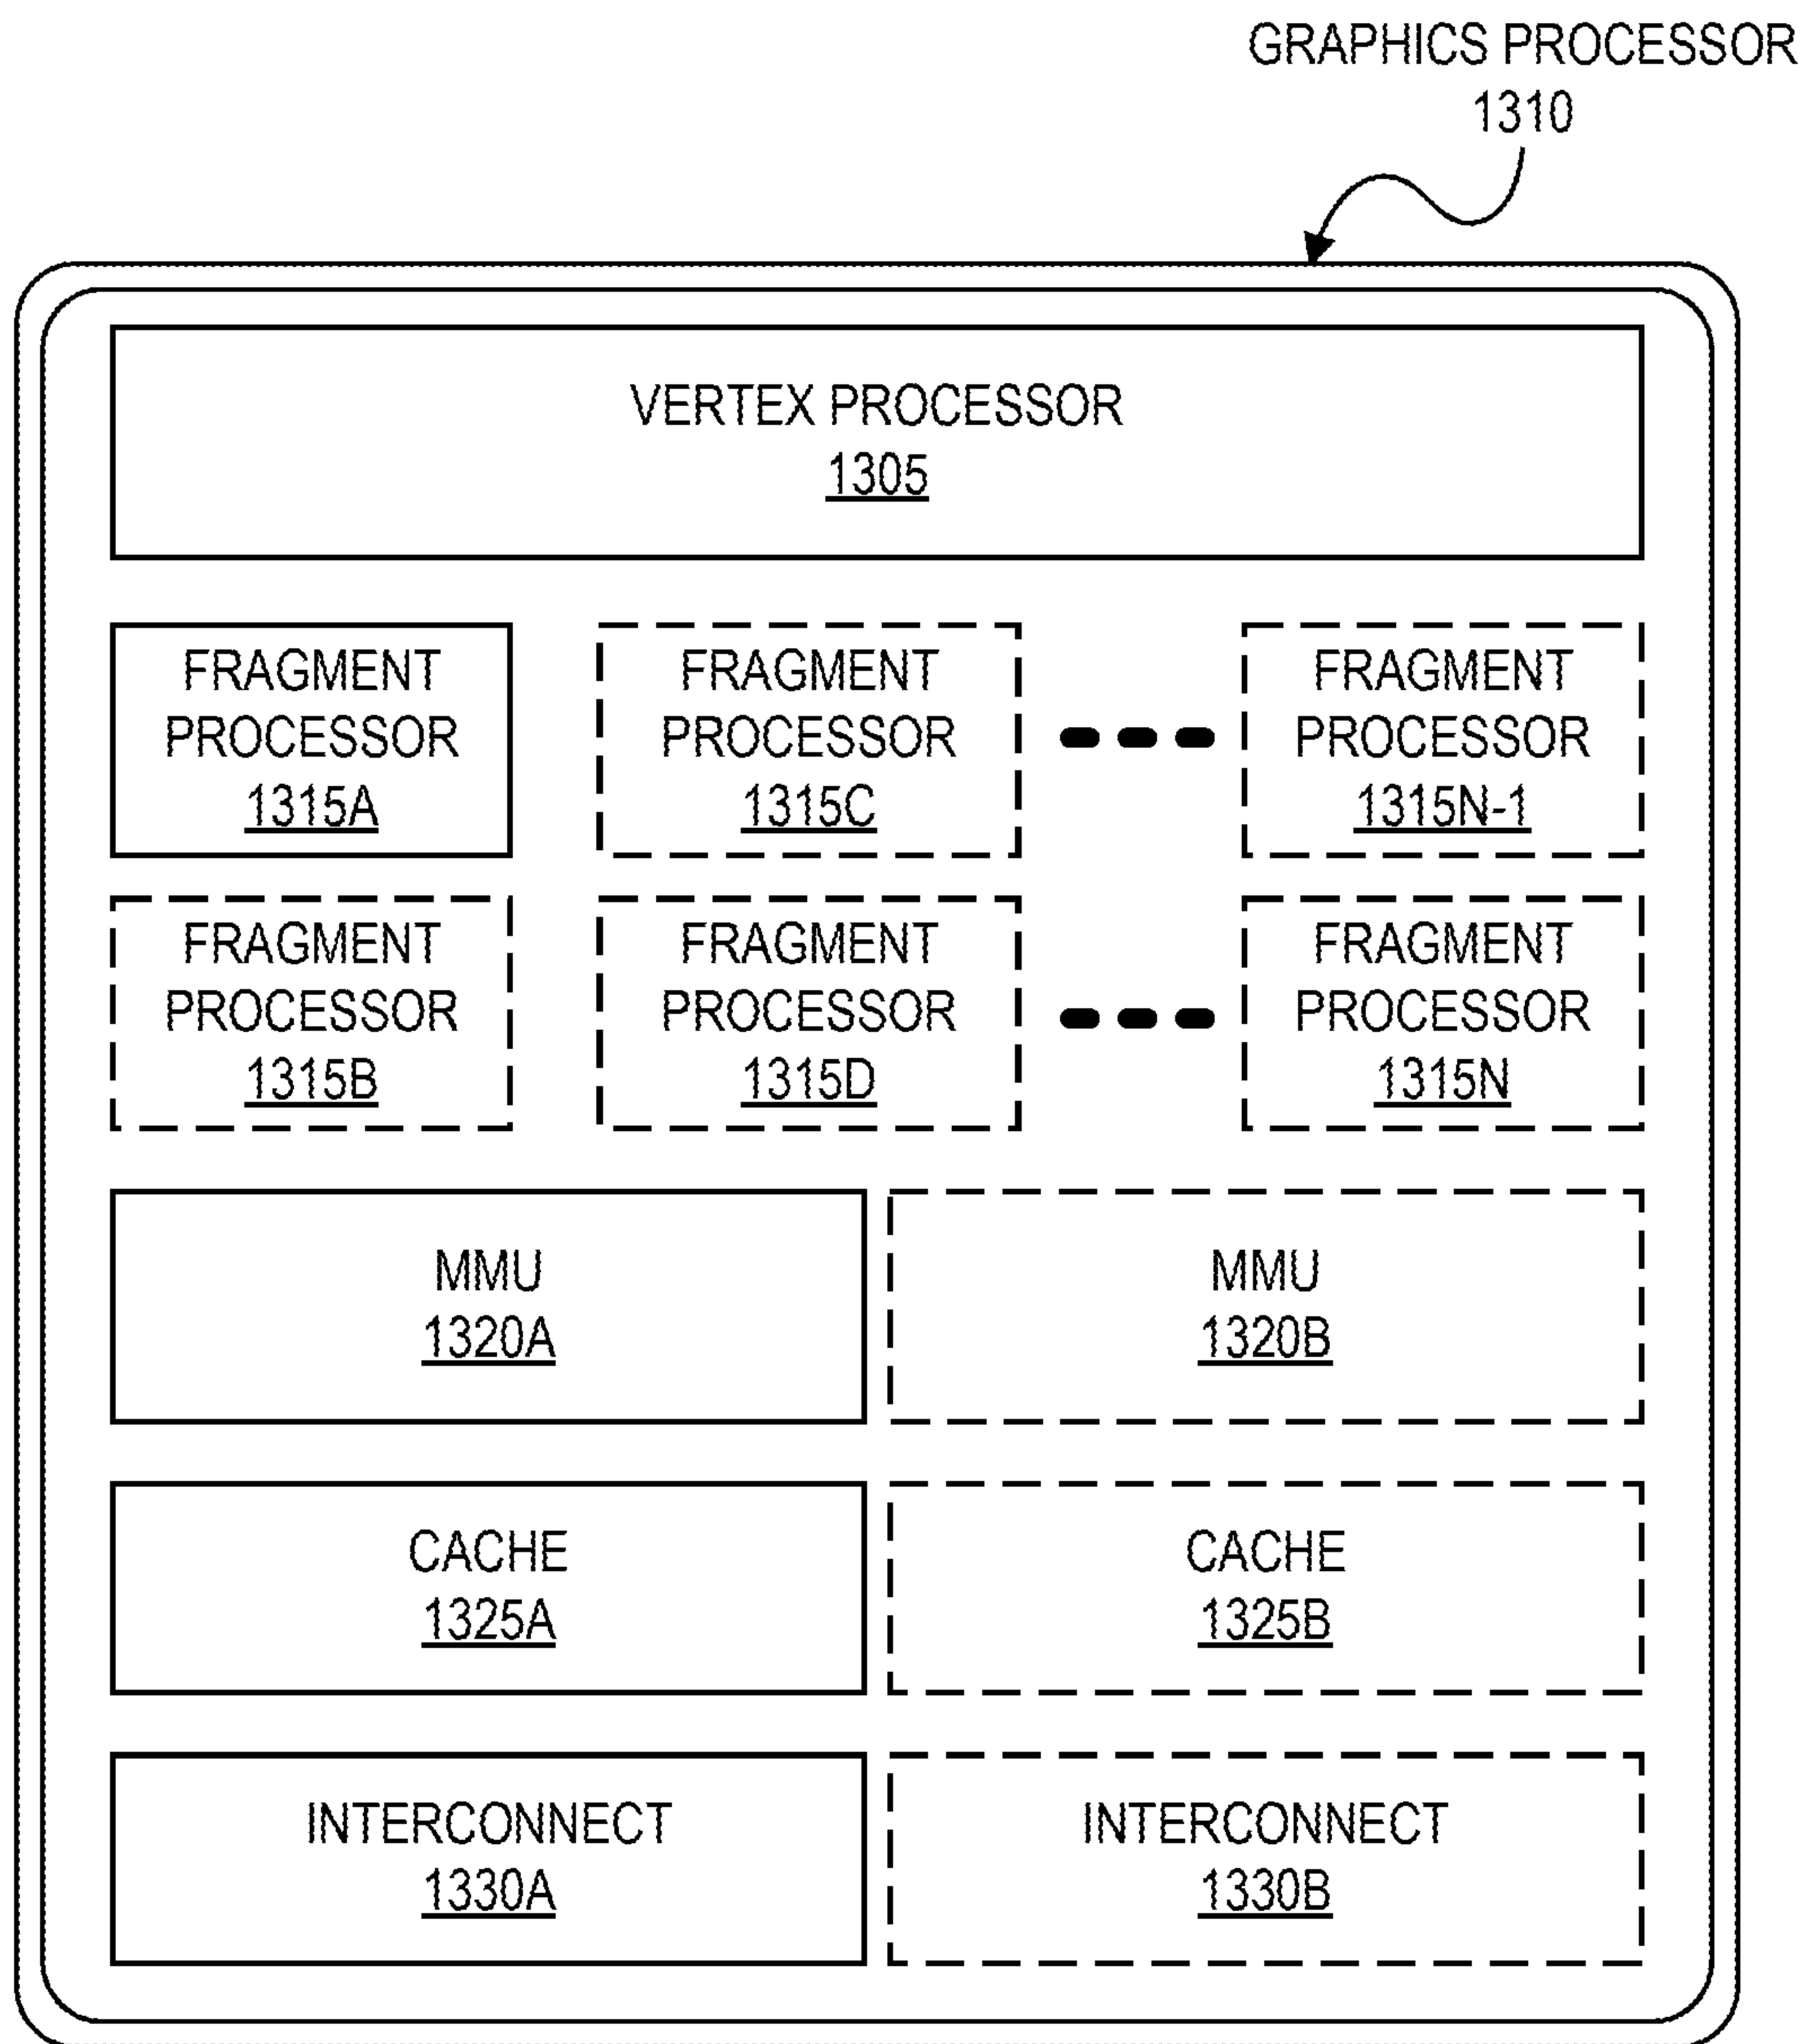 GRAPHICS PROCESSOR
1310
VERTEX PROCESSOR
1305
FRAGMENT
PROCESSOR
1315A
FRAGMENT
PROCESSOR
1315C
FRAGMENT
PROCESSOR
1315N-1
FRAGMENT
PROCESSOR
1315B
FRAGMENT
PROCESSOR
1315D
FRAGMENT
PROCESSOR
1315N
MMU
1320A
MMU
1320B
CACHE
1325A
CACHE
1325B
INTERCONNECT
1330A
INTERCONNECT
1330B